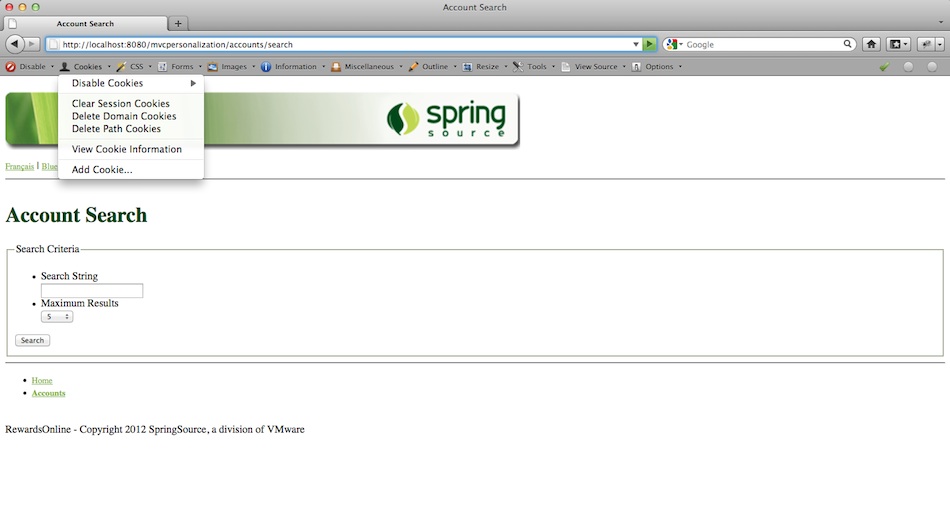 Account Search
Account Search
http://localhost:8080/mvcpersonalization/accounts/search
Google
Disable Cookies CSS Forms Images Information Miscellaneous Outline Resize Tools View Source Options
Disable Cookies
Clear Session Cookies
Delete Domain Cookies
Delete Path Cookies
View Cookie Information
Add Cookie...
spring
source
Français | Blue
Account Search
Search Criteria
Search String
Maximum Results
5
Search
Home
Accounts
RewardsOnline - Copyright 2012 SpringSource, a division of VMware